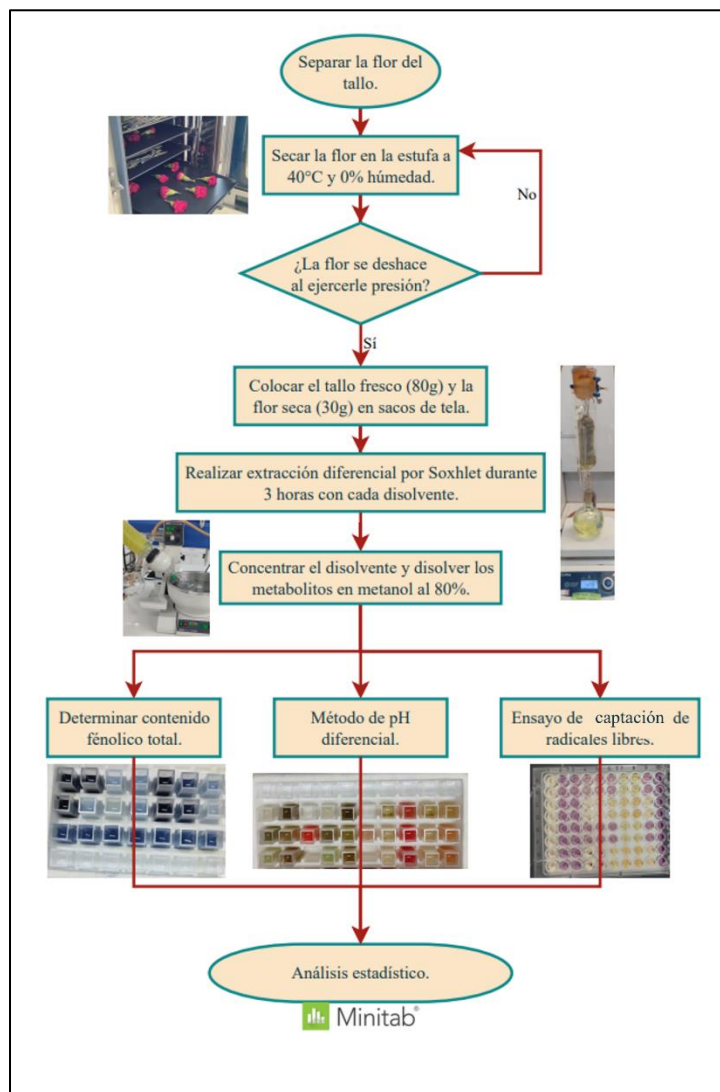 Separar la flor del
tallo.
Secar la flor en la estufa a
40°C y 0% húmedad.
No
¿La flor se deshace
al ejercerle presión?
Sí
Colocar el tallo fresco (80g) y la
flor seca (30g) en sacos de tela.
Realizar extracción diferencial por Soxhlet durante
3 horas con cada disolvente.
Concentrar el disolvente y disolver los
metabolitos en metanol al 80%.
Determinar contenido
fénolico total.
Método de pH
diferencial.
Ensayo de captación de
radicales libres.
Análisis estadístico.
Minitab®